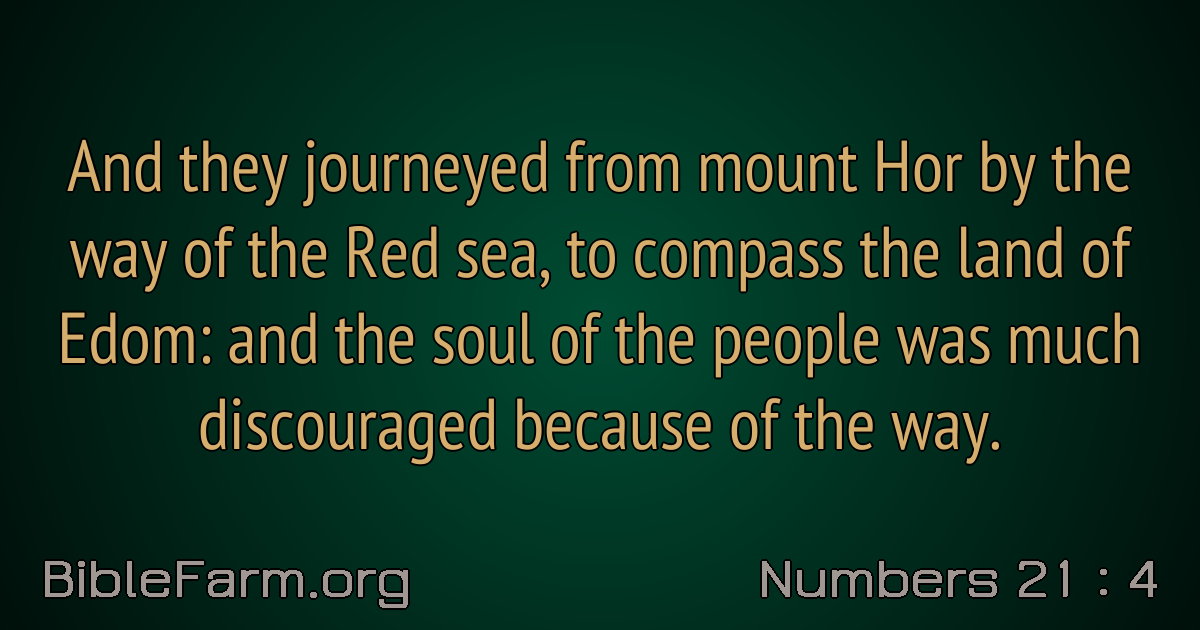 And they journeyed from mount Hor by the
way of the Red sea, to compass the land of
Edom: and the soul of the people was much
discouraged because of the way.
BibleFarm.org
Numbers 21 : 4